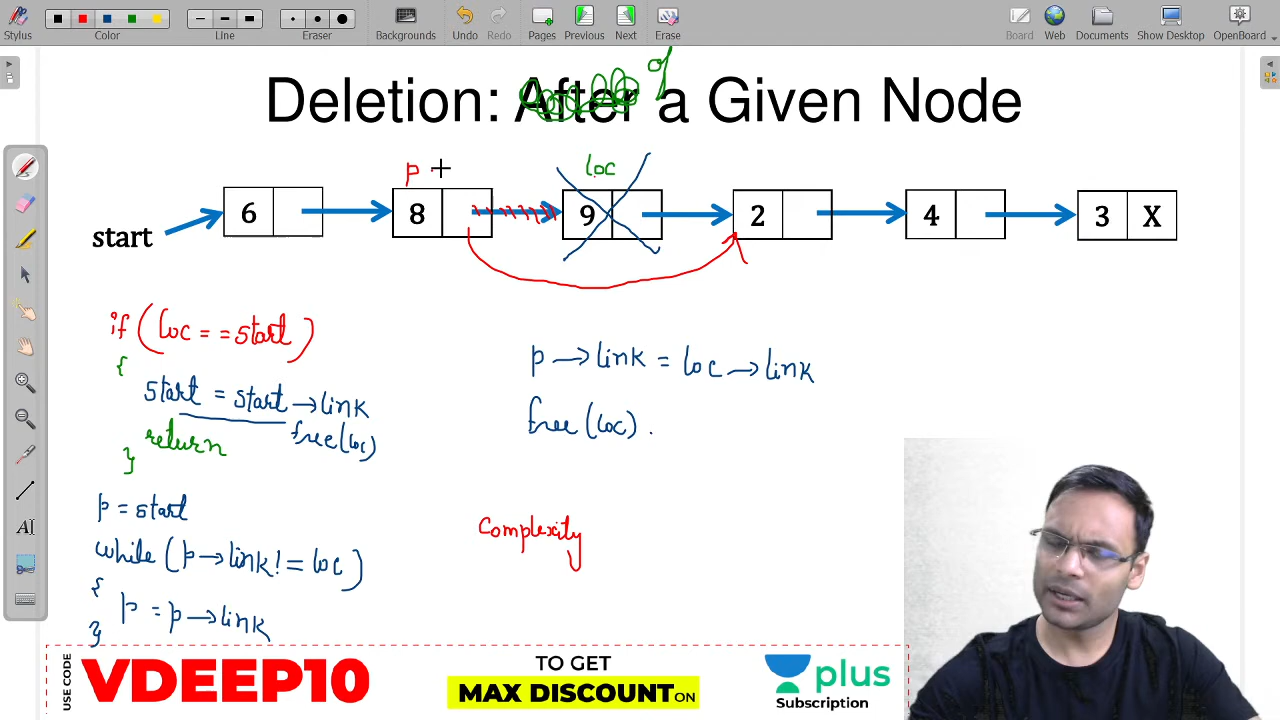 Stylus
Color
Line
Eraser
Backgrounds
Undo
Redo
Pages
Previous
Next
Erase
Board
Web
Documents
Show Desktop
OpenBoard
of
Deletion: After a Given Node
p
loc
start
6
8
9
2
4
3 X
if (loc == start)
{
start = start → link
free(loc)
return
}
p = start
while (p → link != loc)
{
p = p → link
}
p → link = loc → link
free(loc).
Complexity
USE CODE
VDEEP10
TO GET
MAX DISCOUNT ON
plus
Subscription
AI